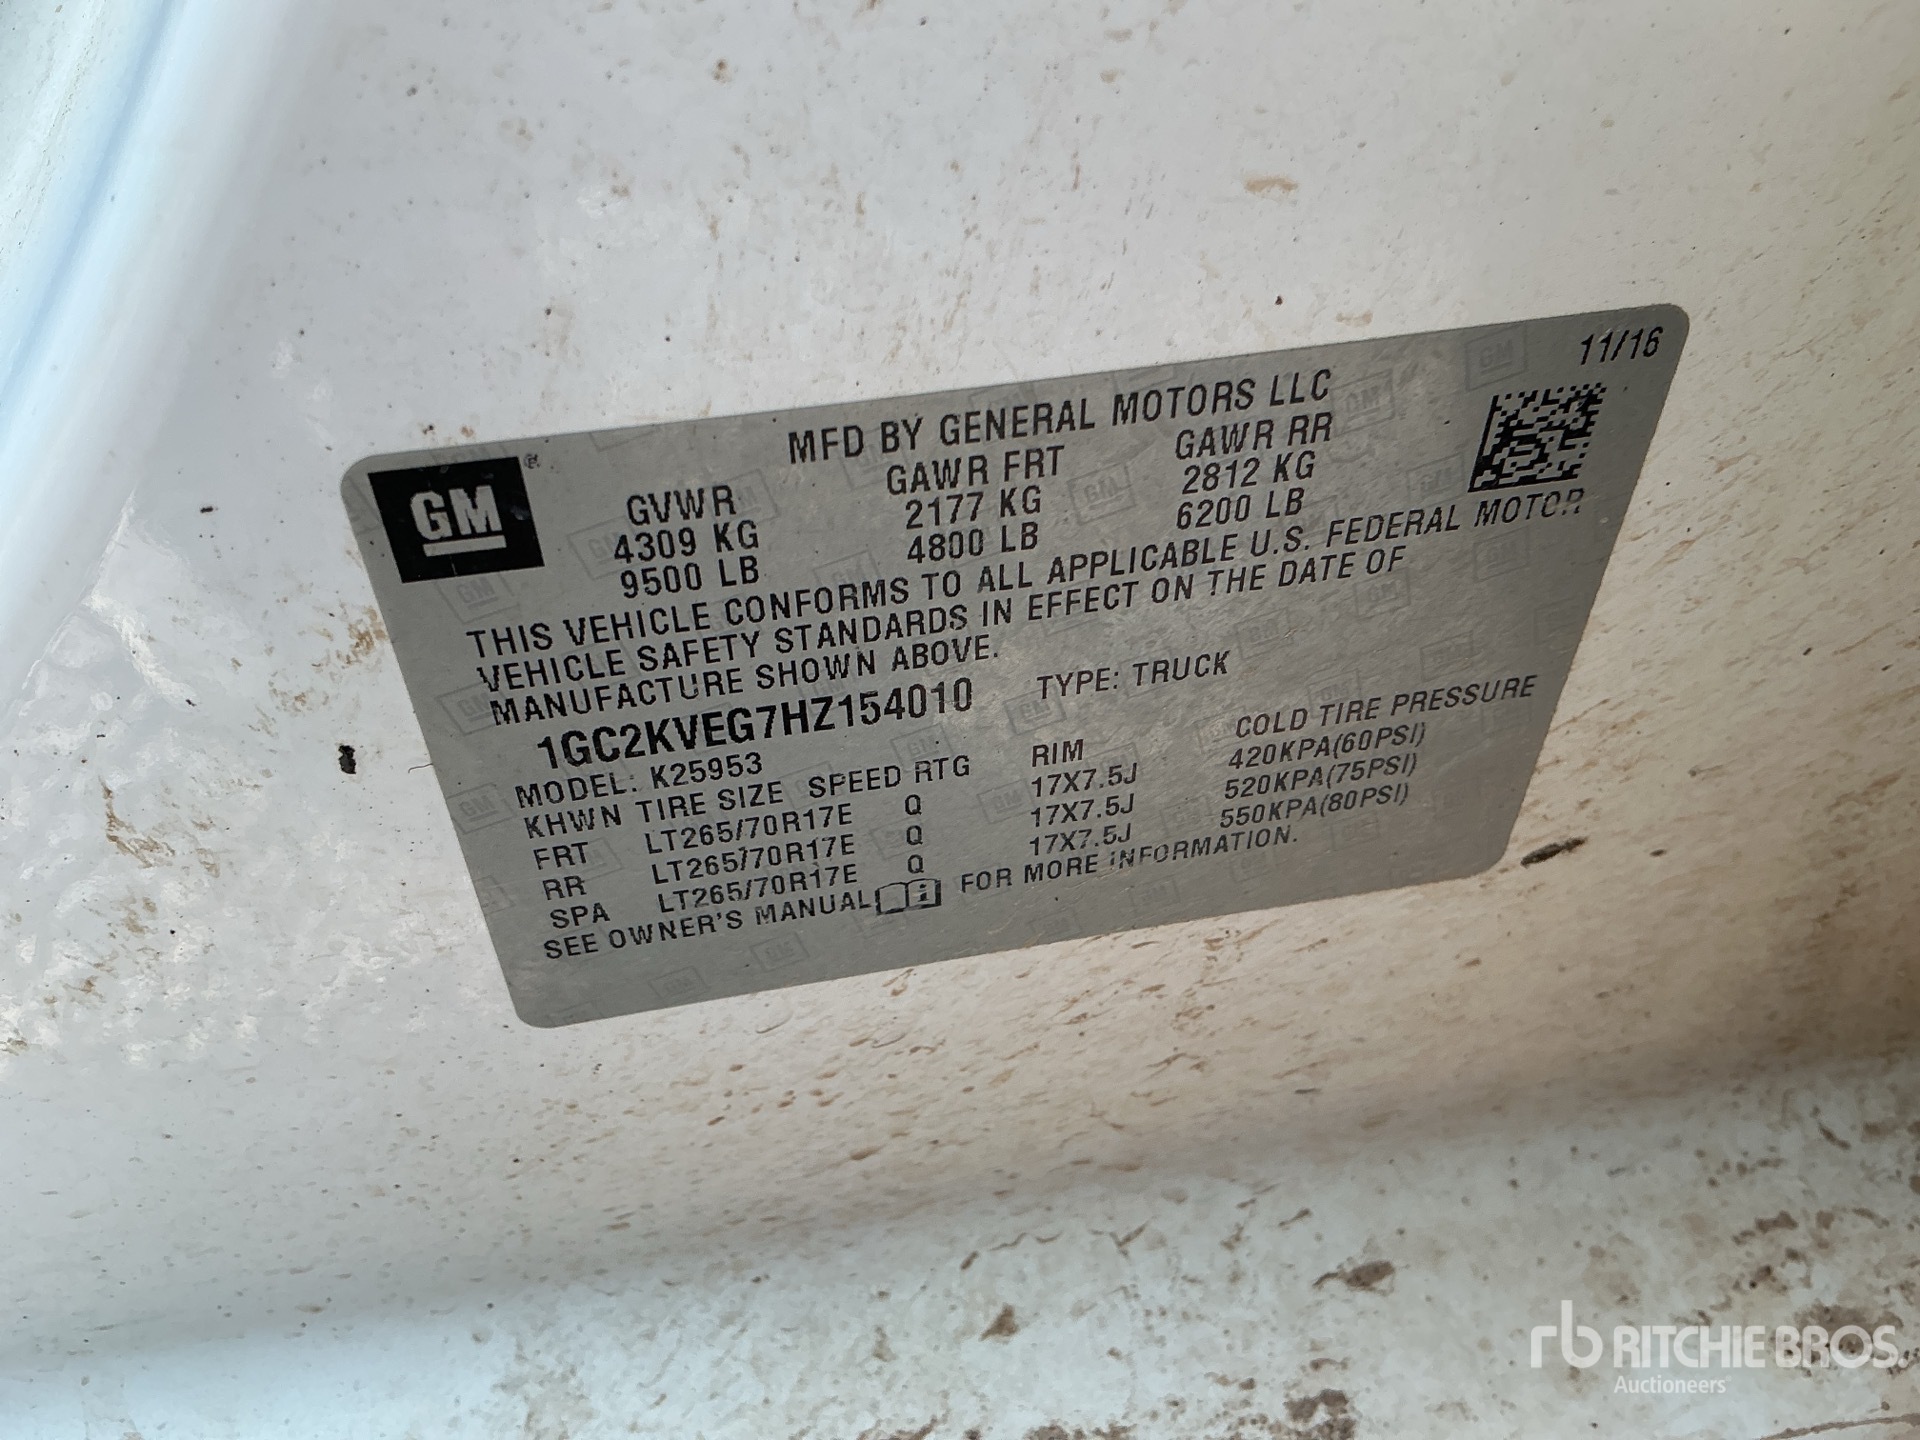 11/16
MFD BY GENERAL MOTORS LLC
GM®
GVWR GAWR FRT GAWR RR
4309 KG 2177 KG 2812 KG
9500 LB 4800 LB 6200 LB
THIS VEHICLE CONFORMS TO ALL APPLICABLE U.S. FEDERAL MOTOR
VEHICLE SAFETY STANDARDS IN EFFECT ON THE DATE OF
MANUFACTURE SHOWN ABOVE.
1GC2KVEG7HZ154010 TYPE: TRUCK
MODEL: K25953
KHWN TIRE SIZE SPEED RTG RIM COLD TIRE PRESSURE
FRT LT265/70R17E Q 17X7.5J 420KPA(60PSI)
RR LT265/70R17E Q 17X7.5J 520KPA(75PSI)
SPA LT265/70R17E Q 17X7.5J 550KPA(80PSI)
SEE OWNER'S MANUAL FOR MORE INFORMATION.
rb RITCHIE BROS.
Auctioneers